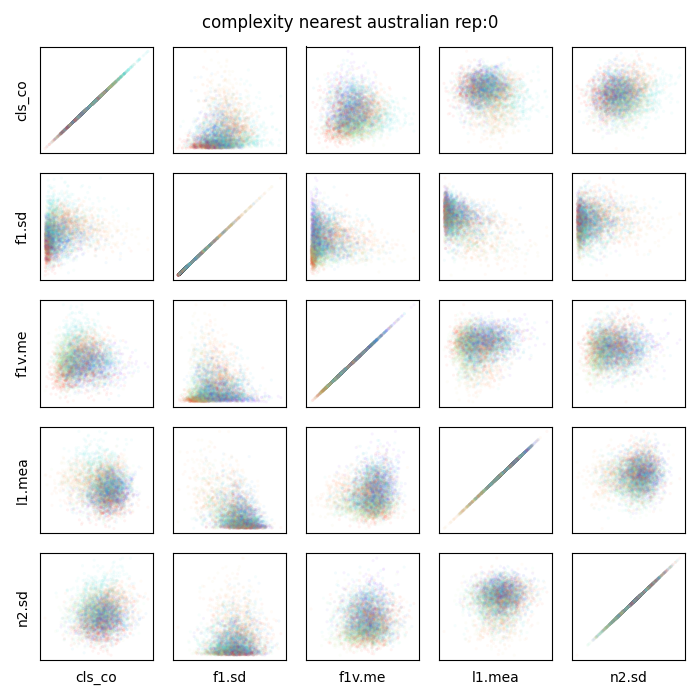 complexity nearest australian rep:0
cls_co
f1.sd
f1v.me
l1.mea
n2.sd
cls_co
f1.sd
f1v.me
l1.mea
n2.sd